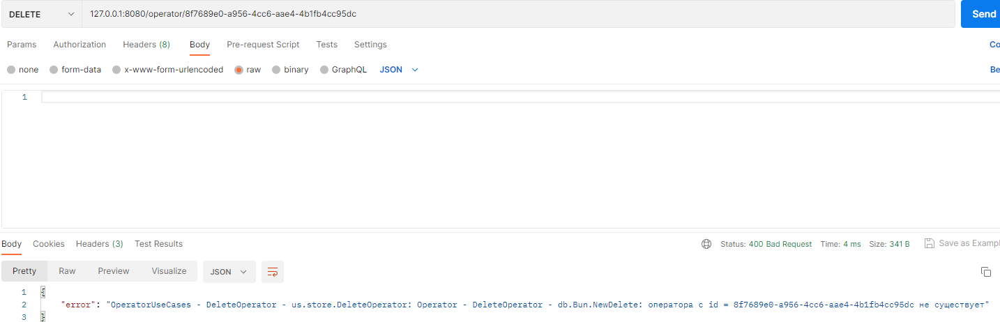 DELETE 127.0.0.1:8080/operator/8f7689e0-a956-4cc6-aae4-4b1fb4cc95dc Send
Params Authorization Headers (8) Body Pre-request Script Tests Settings Co
none form-data x-www-form-urlencoded raw binary GraphQL JSON Be
1
Body Cookies Headers (3) Test Results Status: 400 Bad Request Time: 4 ms Size: 341 B Save as Exampl
Pretty Raw Preview Visualize JSON
1 {
2 "error": "OperatorUseCases - DeleteOperator - us.store.DeleteOperator: Operator - DeleteOperator - db.Bun.NewDelete: оператора с id = 8f7689e0-a956-4cc6-aae4-4b1fb4cc95dc не существует"
3 }